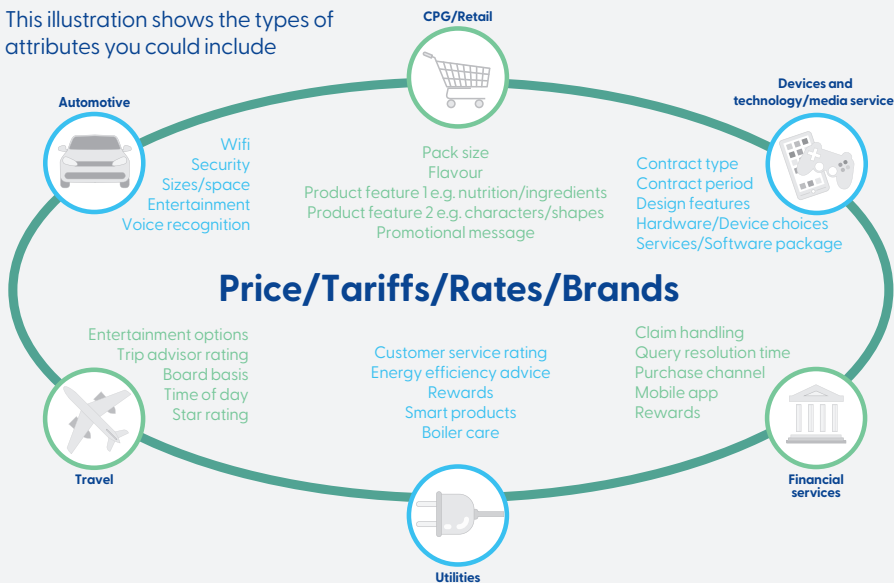 This illustration shows the types of
attributes you could include
CPG/Retail
Automotive
Wifi
Security
Sizes/space
Entertainment
Voice recognition
Pack size
Flavour
Product feature 1 e.g. nutrition/ingredients
Product feature 2 e.g. characters/shapes
Promotional message
Devices and
technology/media service
Contract type
Contract period
Design features
Hardware/Device choices
Services/Software package
Price/Tariffs/Rates/Brands
Entertainment options
Trip advisor rating
Board basis
Time of day
Star rating
Travel
Customer service rating
Energy efficiency advice
Rewards
Smart products
Boiler care
Utilities
Claim handling
Query resolution time
Purchase channel
Mobile app
Rewards
Financial
services